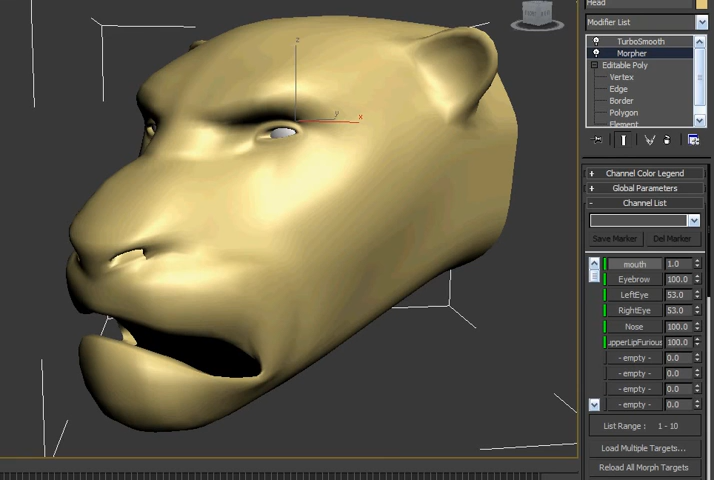 Head
Modifier List
TurboSmooth
Morpher
Editable Poly
Vertex
Edge
Border
Polygon
Element
z
y
x
+ Channel Color Legend
+ Global Parameters
- Channel List
Save Marker Del Marker
mouth 1.0
Eyebrow 100.0
LeftEye 53.0
RightEye 53.0
Nose 100.0
upperLipFurious 100.0
- empty - 0.0
- empty - 0.0
- empty - 0.0
- empty - 0.0
List Range : 1 - 10
Load Multiple Targets...
Reload All Morph Targets